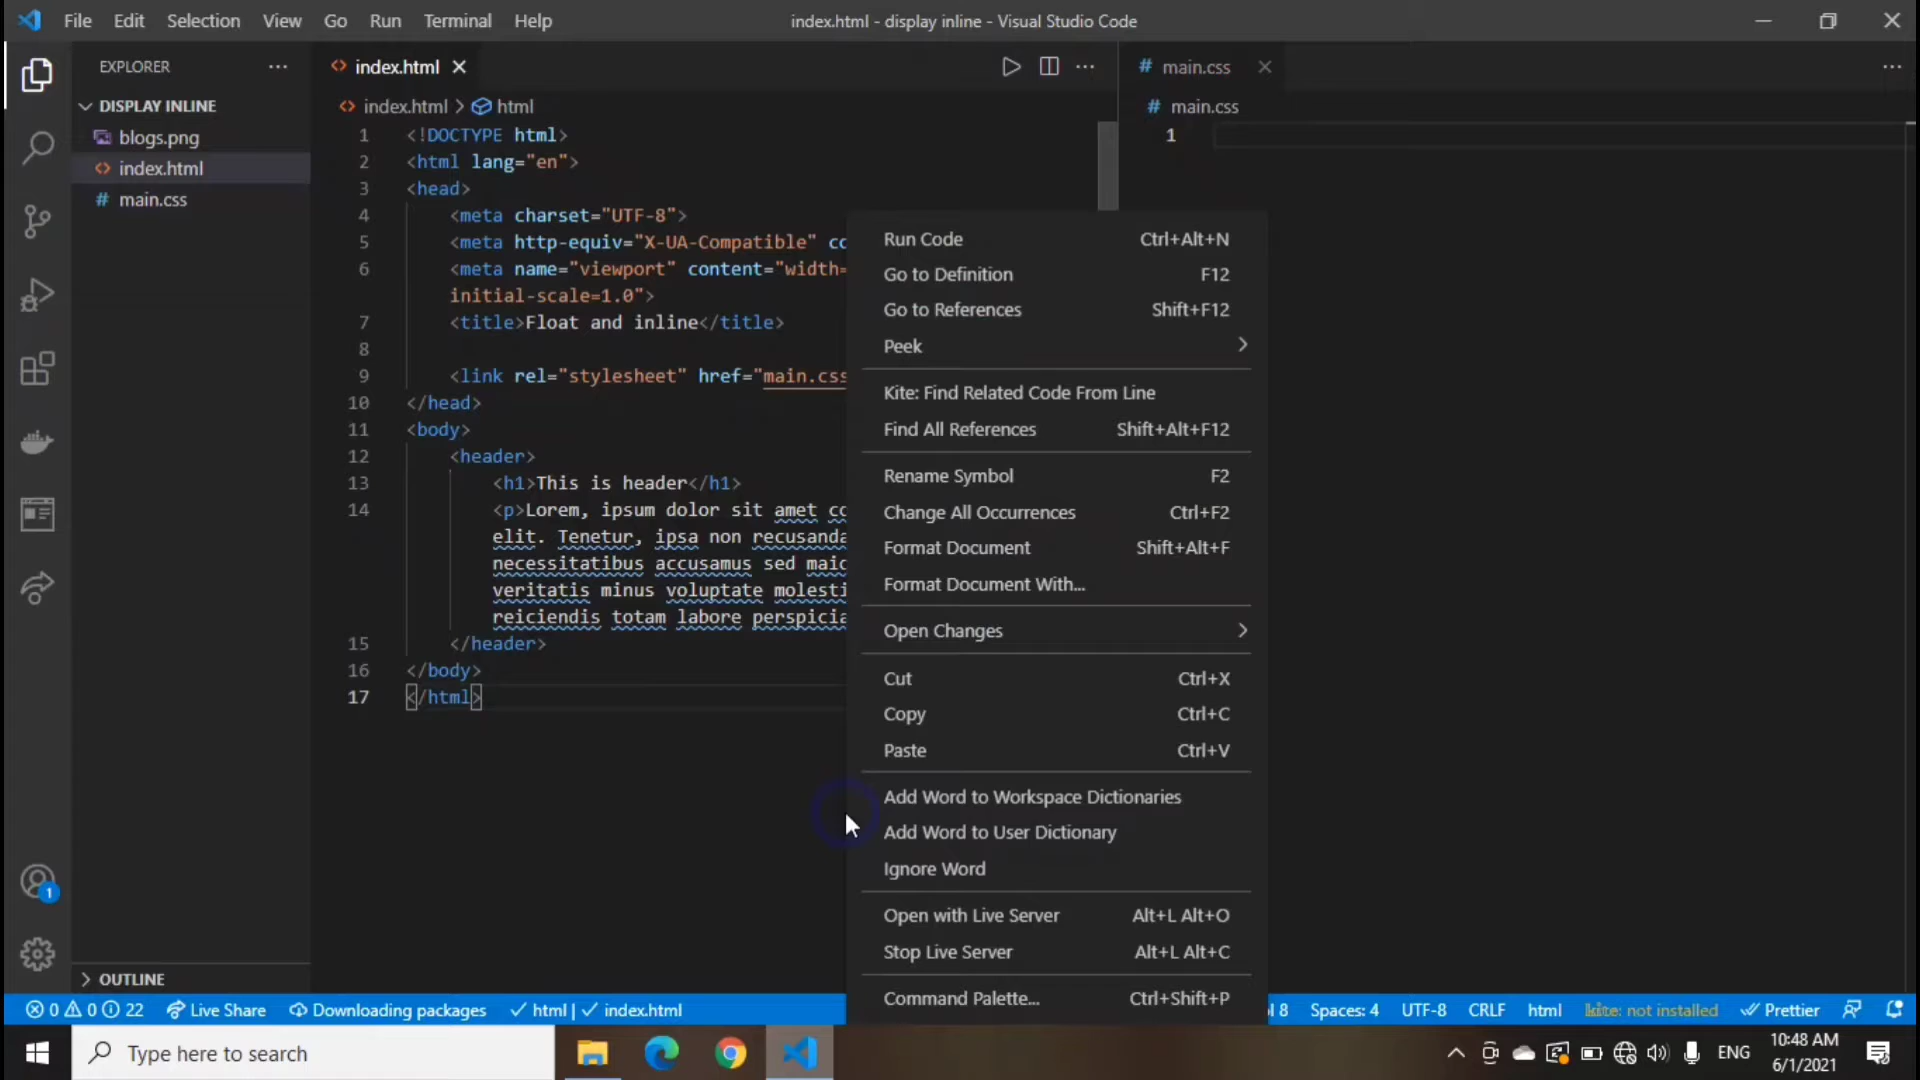 File Edit Selection View Go Run Terminal Help
index.html - display inline - Visual Studio Code
EXPLORER
DISPLAY INLINE
blogs.png
index.html
# main.css
OUTLINE
index.html
index.html > html
1 <!DOCTYPE html>
2 <html lang="en">
3 <head>
4 <meta charset="UTF-8">
5 <meta http-equiv="X-UA-Compatible" co
6 <meta name="viewport" content="width=
initial-scale=1.0">
7 <title>Float and inline</title>
8
9 <link rel="stylesheet" href="main.css
10 </head>
11 <body>
12 <header>
13 <h1>This is header</h1>
14 <p>Lorem, ipsum dolor sit amet co
elit. Tenetur, ipsa non recusanda
necessitatibus accusamus sed maio
veritatis minus voluptate molesti
reiciendis totam labore perspicia
15 </header>
16 </body>
17 </html>
# main.css
# main.css
1
Run Code Ctrl+Alt+N
Go to Definition F12
Go to References Shift+F12
Peek
Kite: Find Related Code From Line
Find All References Shift+Alt+F12
Rename Symbol F2
Change All Occurrences Ctrl+F2
Format Document Shift+Alt+F
Format Document With...
Open Changes
Cut Ctrl+X
Copy Ctrl+C
Paste Ctrl+V
Add Word to Workspace Dictionaries
Add Word to User Dictionary
Ignore Word
Open with Live Server Alt+L Alt+O
Stop Live Server Alt+L Alt+C
Command Palette... Ctrl+Shift+P
1
0 0 22 Live Share Downloading packages html | index.html
ol 8 Spaces: 4 UTF-8 CRLF html kite: not installed Prettier
Type here to search
ENG
10:48 AM
6/1/2021